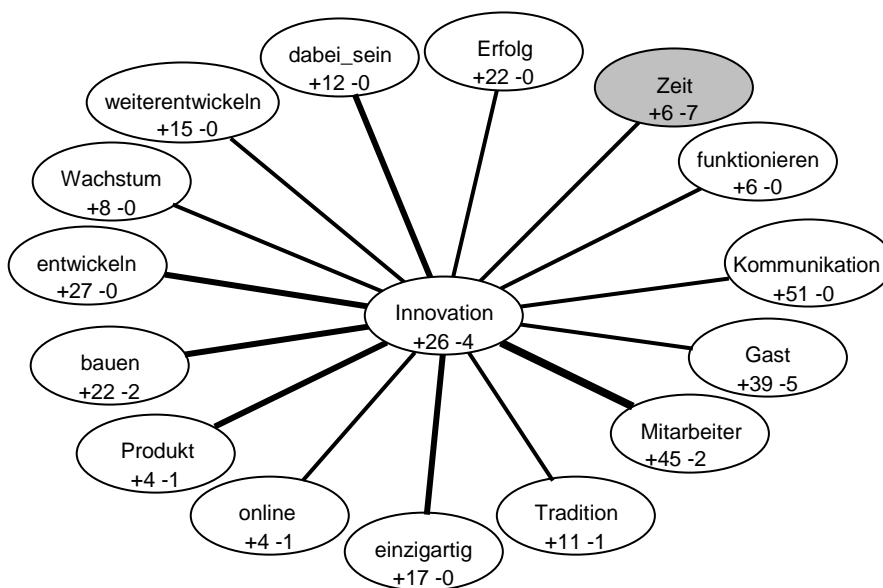 dabei_sein
+12 -0
Erfolg
+22 -0
Zeit
+6 -7
weiterentwickeln
+15 -0
funktionieren
+6 -0
Wachstum
+8 -0
Kommunikation
+51 -0
entwickeln
+27 -0
Innovation
+26 -4
Gast
+39 -5
bauen
+22 -2
Mitarbeiter
+45 -2
Produkt
+4 -1
online
+4 -1
Tradition
+11 -1
einzigartig
+17 -0